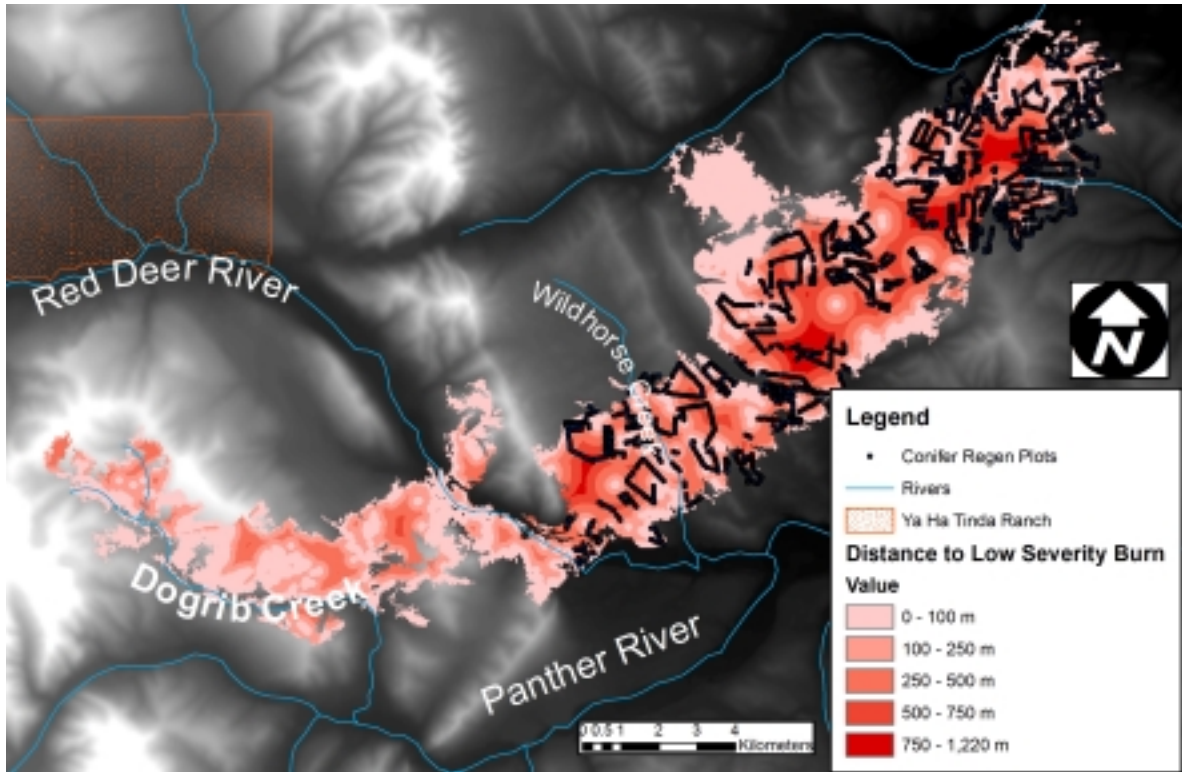 Red Deer River
Wildhorse Creek
Dogrib Creek
Panther River
N
Legend
Conifer Regen Plots
Rivers
Ya Ha Tinda Ranch
Distance to Low Severity Burn
Value
0 - 100 m
100 - 250 m
250 - 500 m
500 - 750 m
750 - 1,220 m
0 0.5 1 2 3 4
Kilometers